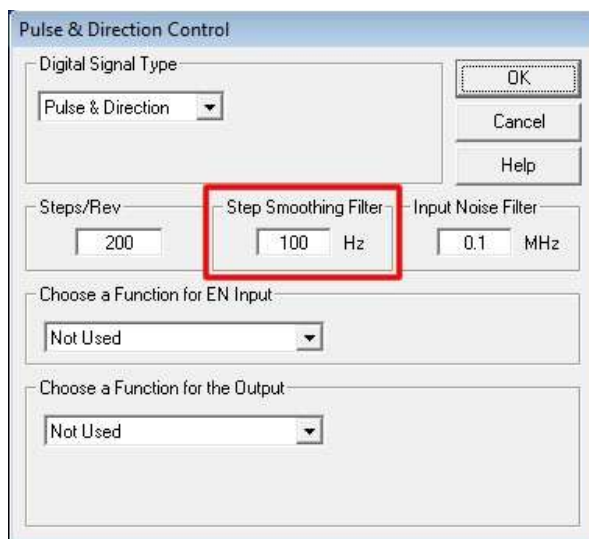 Pulse & Direction Control
Digital Signal Type
Pulse & Direction
OK
Cancel
Help
Steps/Rev
200
Step Smoothing Filter
100 Hz
Input Noise Filter
0.1 MHz
Choose a Function for EN Input
Not Used
Choose a Function for the Output
Not Used